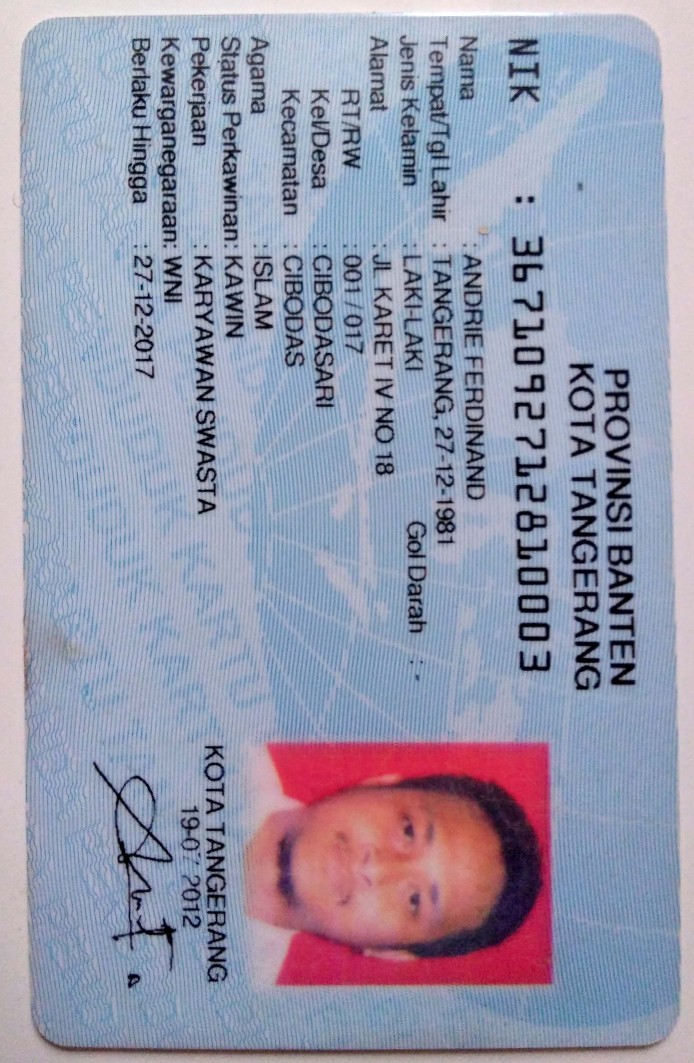 PROVINSI BANTEN
KOTA TANGERANG
NIK : 3671092712810003
Nama : ANDRIE FERDINAND
Tempat/Tgl Lahir : TANGERANG, 27-12-1981
Jenis Kelamin : LAKI-LAKI Gol Darah : -
Alamat : JL KARET IV NO 18
RT/RW : 001 / 017
Kel/Desa : CIBODASARI
Kecamatan : CIBODAS
Agama : ISLAM
Status Perkawinan : KAWIN
Pekerjaan : KARYAWAN SWASTA
Kewarganegaraan: WNI
Berlaku Hingga : 27-12-2017
KOTA TANGERANG
19-07-2012